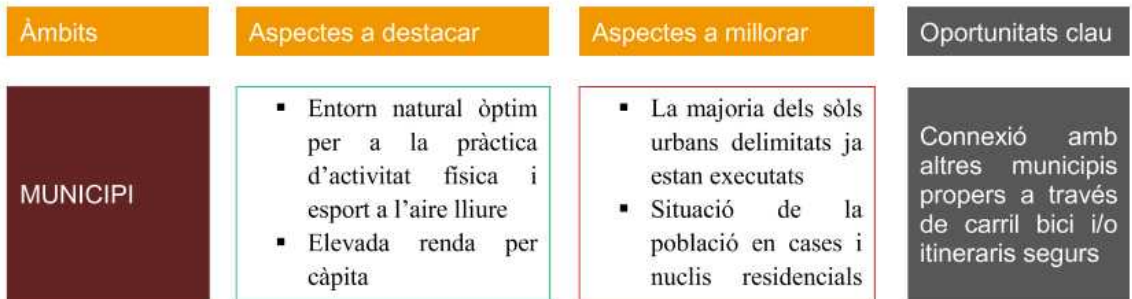 Àmbits
Aspectes a destacar
Aspectes a millorar
Oportunitats clau
MUNICIPI
▪ Entorn natural òptim
per a la pràctica
d’activitat física i
esport a l’aire lliure
▪ Elevada renda per
càpita
▪ La majoria dels sòls
urbans delimitats ja
estan executats
▪ Situació de la
població en cases i
nuclis residencials
Connexió amb
altres municipis
propers a través
de carril bici i/o
itineraris segurs